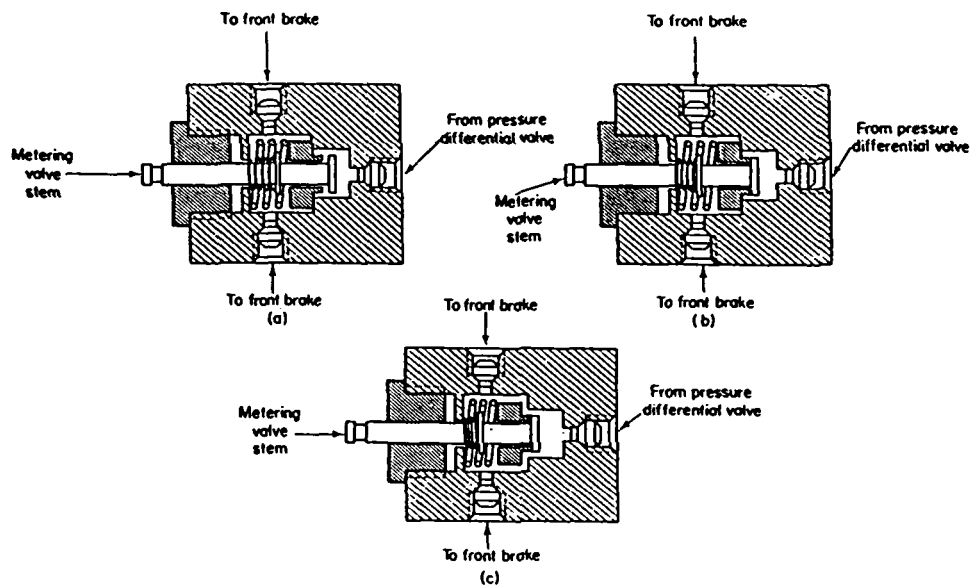 To front brake
From pressure
differential valve
Metering
valve
stem
To front brake
(a)
To front brake
From pressure
differential valve
Metering
valve
stem
To front brake
(b)
To front brake
From pressure
differential valve
Metering
valve
stem
To front brake
(c)